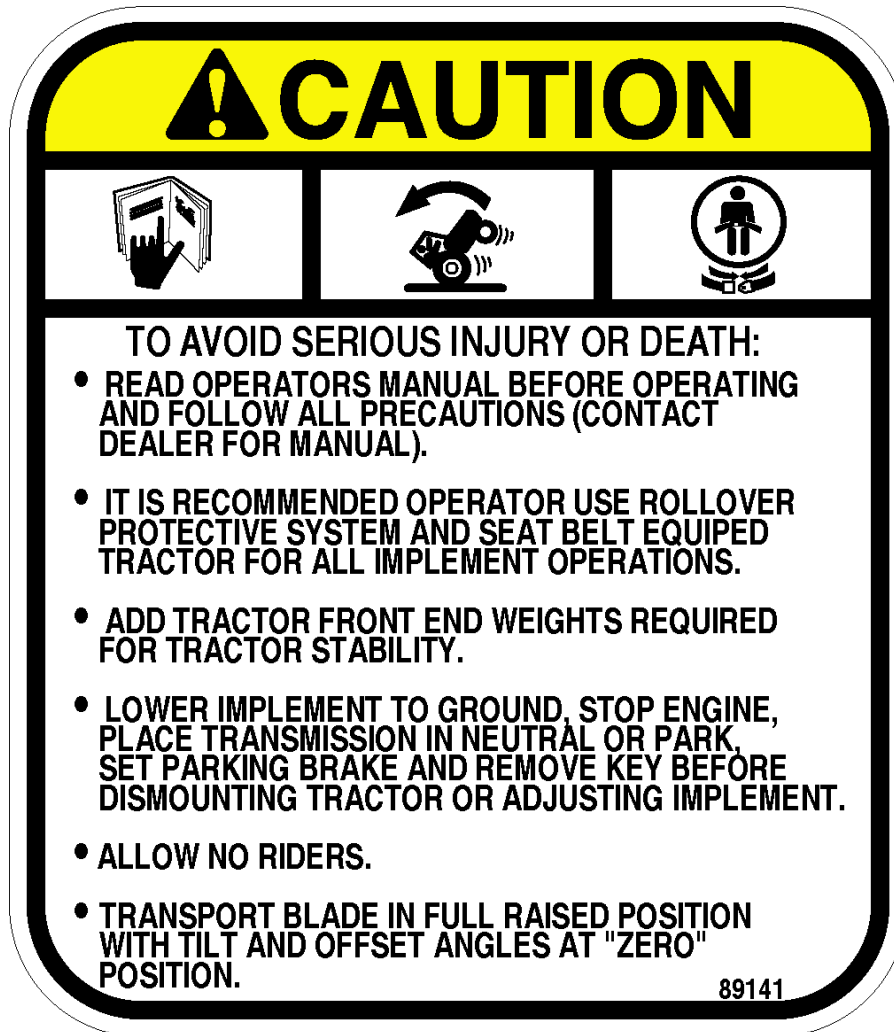 CAUTION
TO AVOID SERIOUS INJURY OR DEATH:
• READ OPERATORS MANUAL BEFORE OPERATING
AND FOLLOW ALL PRECAUTIONS (CONTACT
DEALER FOR MANUAL).
• IT IS RECOMMENDED OPERATOR USE ROLLOVER
PROTECTIVE SYSTEM AND SEAT BELT EQUIPED
TRACTOR FOR ALL IMPLEMENT OPERATIONS.
• ADD TRACTOR FRONT END WEIGHTS REQUIRED
FOR TRACTOR STABILITY.
• LOWER IMPLEMENT TO GROUND, STOP ENGINE,
PLACE TRANSMISSION IN NEUTRAL OR PARK,
SET PARKING BRAKE AND REMOVE KEY BEFORE
DISMOUNTING TRACTOR OR ADJUSTING IMPLEMENT.
• ALLOW NO RIDERS.
• TRANSPORT BLADE IN FULL RAISED POSITION
WITH TILT AND OFFSET ANGLES AT "ZERO"
POSITION.
89141